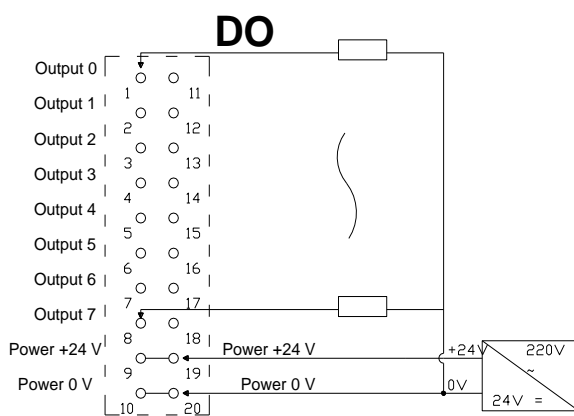 DO
Output 0
1 11
Output 1
2 12
Output 2
3 13
Output 3
4 14
Output 4
5 15
Output 5
6 16
Output 6
7 17
Output 7
8 18
Power +24 V Power +24 V +24V 220V
~
9 19
Power 0 V Power 0 V 0V
24V =
10 20